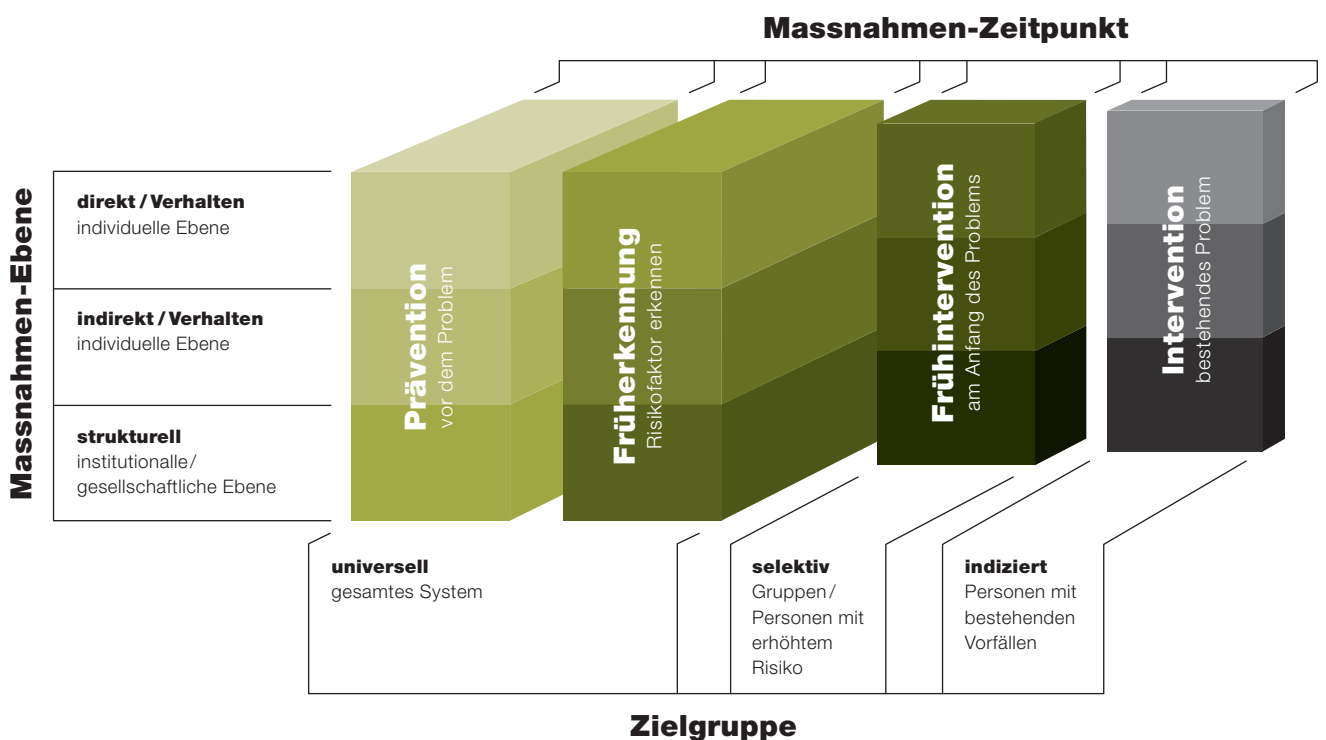 Massnahmen-Zeitpunkt
Massnahmen-Ebene
direkt / Verhalten
individuelle Ebene
indirekt / Verhalten
individuelle Ebene
strukturell
institutionalle /
gesellschaftliche Ebene
Prävention
vor dem Problem
Früherkennung
Risikofaktor erkennen
Frühintervention
am Anfang des Problems
Intervention
bestehendes Problem
universell
gesamtes System
selektiv
Gruppen /
Personen mit
erhöhtem
Risiko
indiziert
Personen mit
bestehenden
Vorfällen
Zielgruppe